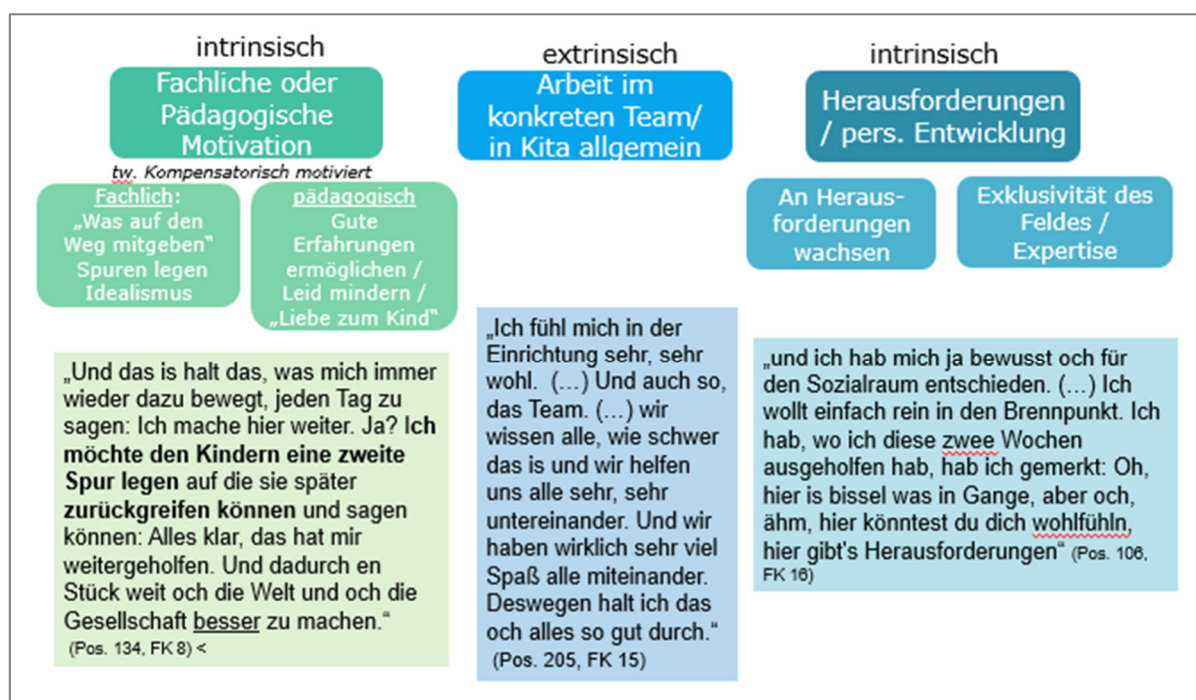 intrinsisch
Fachliche oder
Pädagogische
Motivation
tw. Kompensatorisch motiviert
Fachlich:
„Was auf den
Weg mitgeben“
Spuren legen
Idealismus
pädagogisch
Gute
Erfahrungen
ermöglichen /
Leid mindern /
„Liebe zum Kind“
„Und das is halt das, was mich immer
wieder dazu bewegt, jeden Tag zu
sagen: Ich mache hier weiter. Ja? Ich
möchte den Kindern eine zweite
Spur legen auf die sie später
zurückgreifen können und sagen
können: Alles klar, das hat mir
weitergeholfen. Und dadurch en
Stück weit och die Welt und och die
Gesellschaft besser zu machen.“
(Pos. 134, FK 8) <
extrinsisch
Arbeit im
konkreten Team/
in Kita allgemein
„Ich fühl mich in der
Einrichtung sehr, sehr
wohl. (…) Und auch so,
das Team. (…) wir
wissen alle, wie schwer
das is und wir helfen
uns alle sehr, sehr
untereinander. Und wir
haben wirklich sehr viel
Spaß alle miteinander.
Deswegen halt ich das
och alles so gut durch.“
(Pos. 205, FK 15)
intrinsisch
Herausforderungen
/ pers. Entwicklung
An Heraus-
forderungen
wachsen
Exklusivität des
Feldes /
Expertise
„und ich hab mich ja bewusst och für
den Sozialraum entschieden. (…) Ich
wollt einfach rein in den Brennpunkt. Ich
hab, wo ich diese zwee Wochen
ausgeholfen hab, hab ich gemerkt: Oh,
hier is bissel was in Gange, aber och,
ähm, hier könntest du dich wohlfühln,
hier gibt's Herausforderungen“ (Pos. 106,
FK 16)